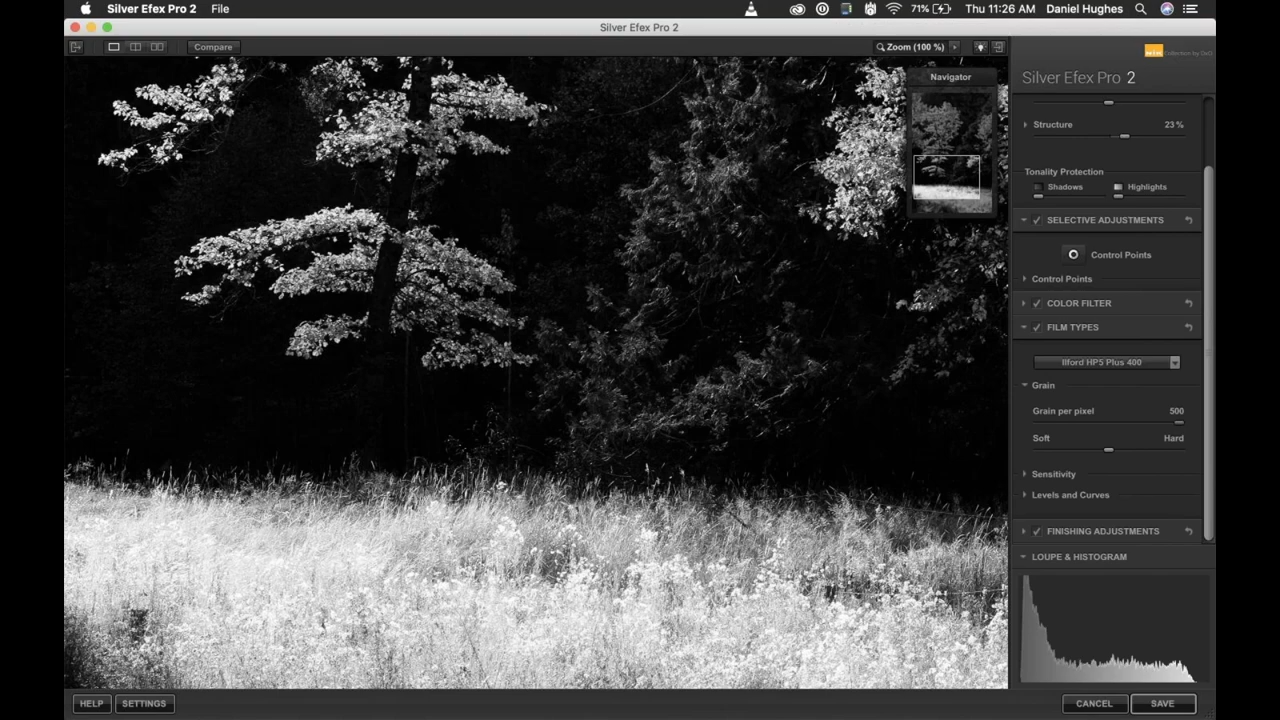 Silver Efex Pro 2 File 71% Thu 11:26 AM Daniel Hughes
Silver Efex Pro 2
Compare Zoom (100 %)
Navigator
Silver Efex Pro 2
Structure 23 %
Tonality Protection
Shadows Highlights
SELECTIVE ADJUSTMENTS
Control Points
Control Points
COLOR FILTER
FILM TYPES
Ilford HP5 Plus 400
Grain
Grain per pixel 500
Soft Hard
Sensitivity
Levels and Curves
FINISHING ADJUSTMENTS
LOUPE & HISTOGRAM
HELP SETTINGS CANCEL SAVE